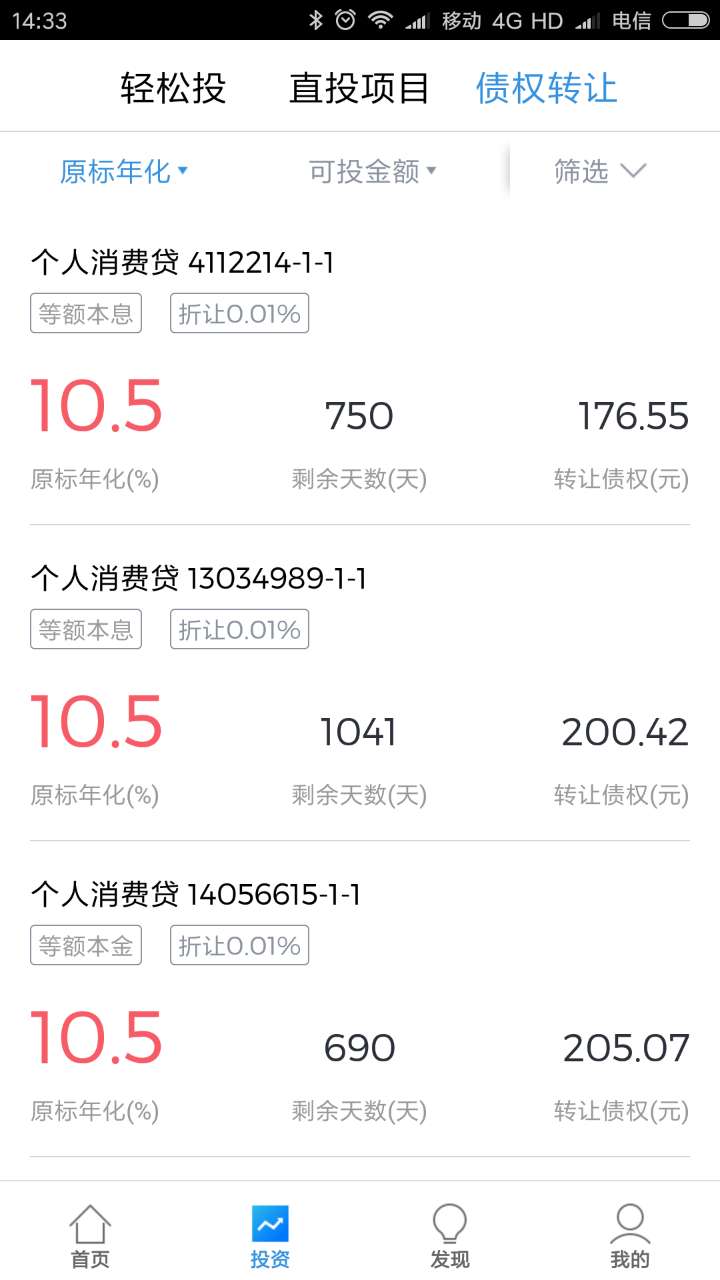 14:33 移动 4G HD 电信
轻松投 直投项目 债权转让
原标年化 可投金额 筛选
个人消费贷 4112214-1-1
等额本息 折让0.01%
10.5 750 176.55
原标年化(%) 剩余天数(天) 转让债权(元)
个人消费贷 13034989-1-1
等额本息 折让0.01%
10.5 1041 200.42
原标年化(%) 剩余天数(天) 转让债权(元)
个人消费贷 14056615-1-1
等额本金 折让0.01%
10.5 690 205.07
原标年化(%) 剩余天数(天) 转让债权(元)
首页 投资 发现 我的